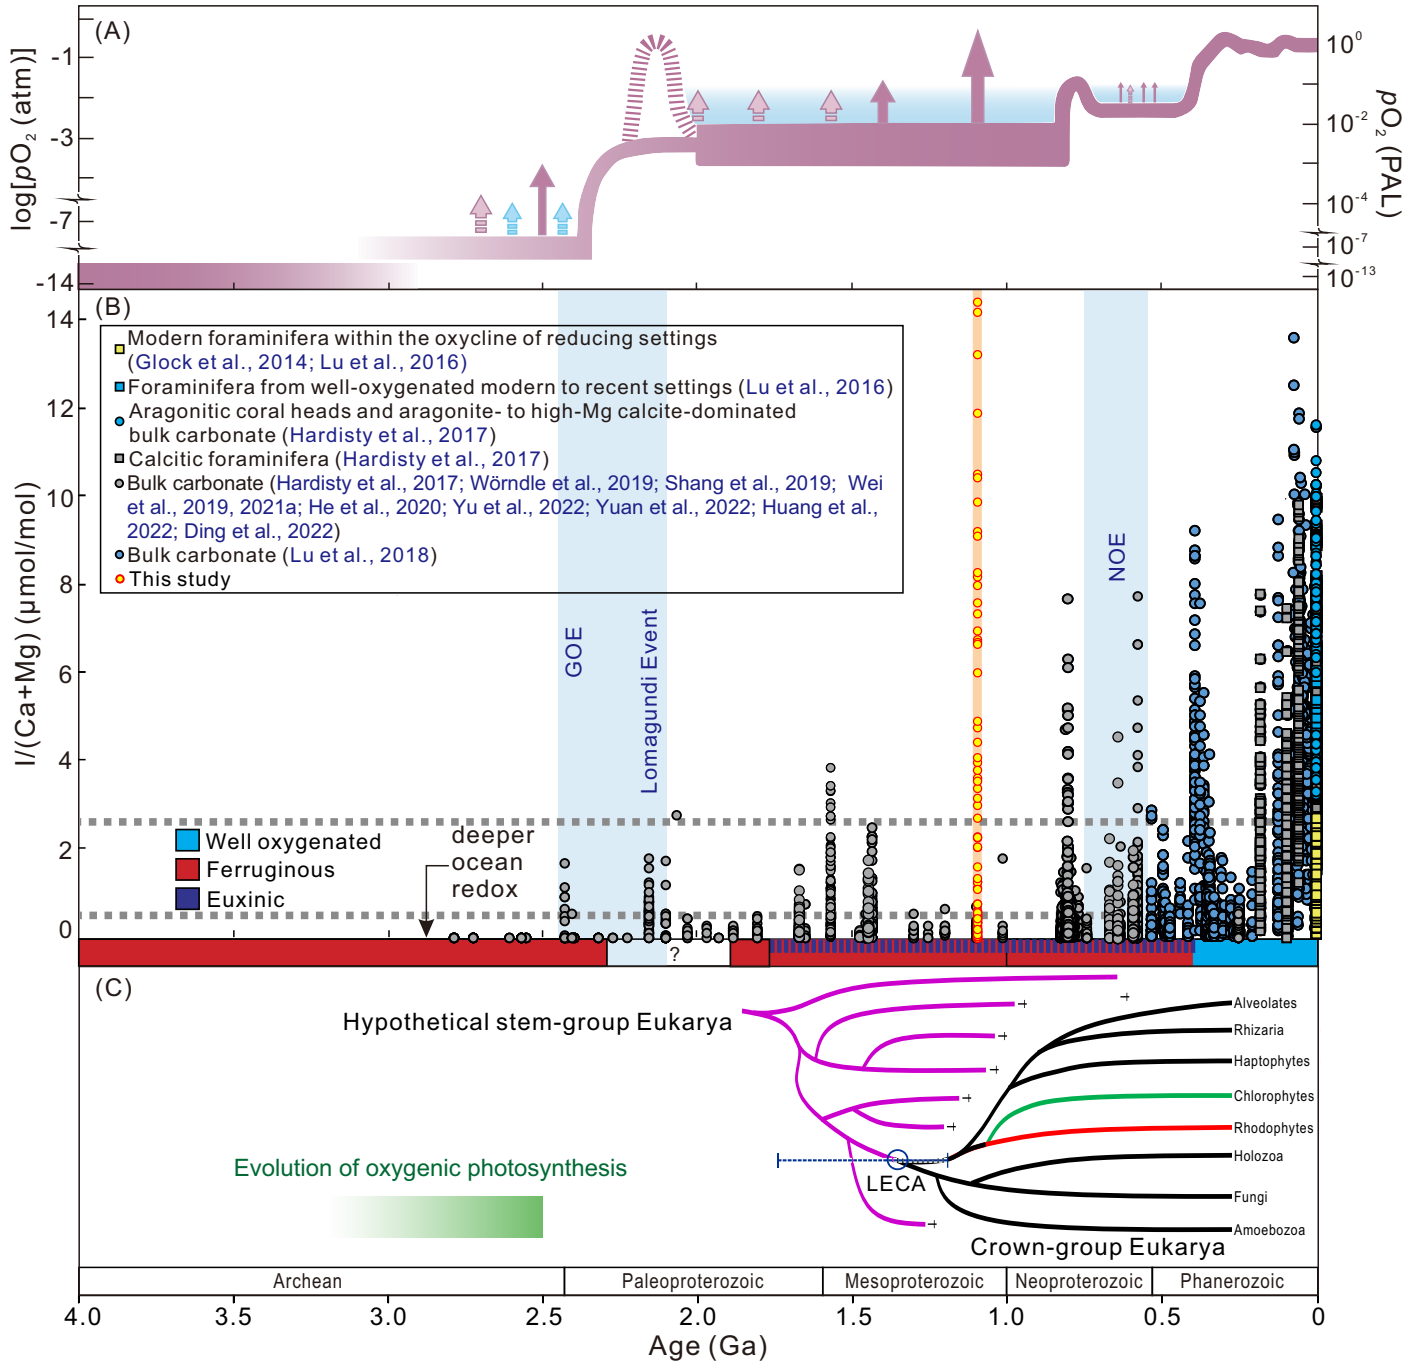 (A)
log[pO2 (atm)]
-1
-3
-7
-14
10^0
10^-2
10^-4
10^-7
10^-13
pO2 (PAL)
(B)
I/(Ca+Mg) (μmol/mol)
14
12
10
8
6
4
2
0
Modern foraminifera within the oxycline of reducing settings
(Glock et al., 2014; Lu et al., 2016)
Foraminifera from well-oxygenated modern to recent settings (Lu et al., 2016)
Aragonitic coral heads and aragonite- to high-Mg calcite-dominated
bulk carbonate (Hardisty et al., 2017)
Calcitic foraminifera (Hardisty et al., 2017)
Bulk carbonate (Hardisty et al., 2017; Wörndle et al., 2019; Shang et al., 2019; Wei
et al., 2019, 2021a; He et al., 2020; Yu et al., 2022; Yuan et al., 2022; Huang et al.,
2022; Ding et al., 2022)
Bulk carbonate (Lu et al., 2018)
This study
GOE
Lomagundi Event
NOE
Well oxygenated
Ferruginous
Euxinic
deeper
ocean
redox
?
(C)
Hypothetical stem-group Eukarya
Alveolates
Rhizaria
Haptophytes
Chlorophytes
Rhodophytes
Holozoa
Fungi
Amoebozoa
LECA
Evolution of oxygenic photosynthesis
Crown-group Eukarya
Archean
Paleoproterozoic
Mesoproterozoic
Neoproterozoic
Phanerozoic
4.0
3.5
3.0
2.5
2.0
1.5
1.0
0.5
0
Age (Ga)